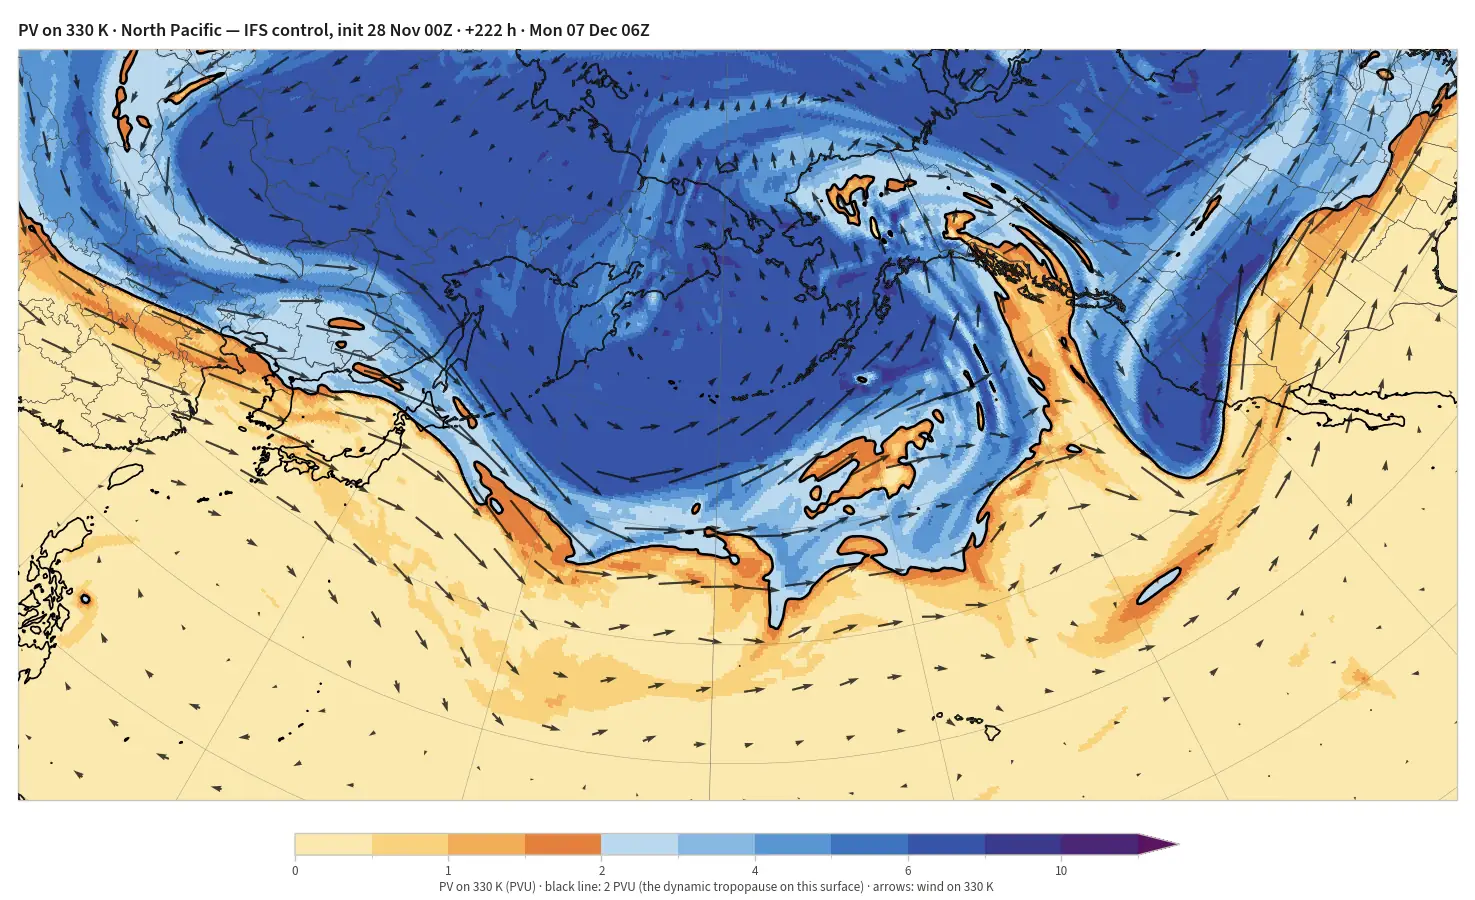 PV on 330 K · North Pacific — IFS control, init 28 Nov 00Z · +222 h · Mon 07 Dec 06Z
0 1 2 4 6 10
PV on 330 K (PVU) · black line: 2 PVU (the dynamic tropopause on this surface) · arrows: wind on 330 K